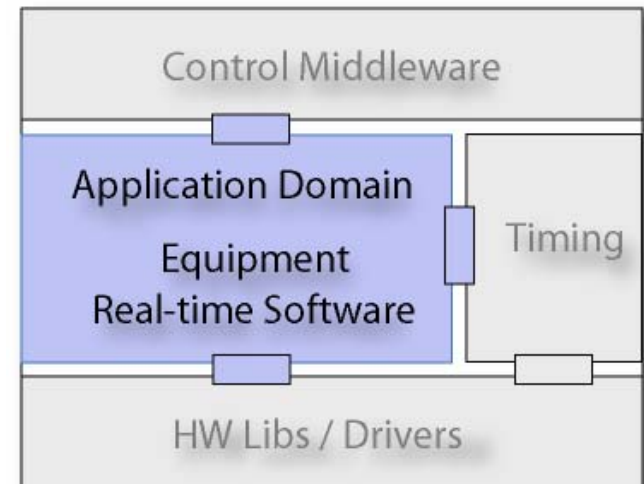 Control Middleware
Application Domain
Equipment
Real-time Software
Timing
HW Libs / Drivers